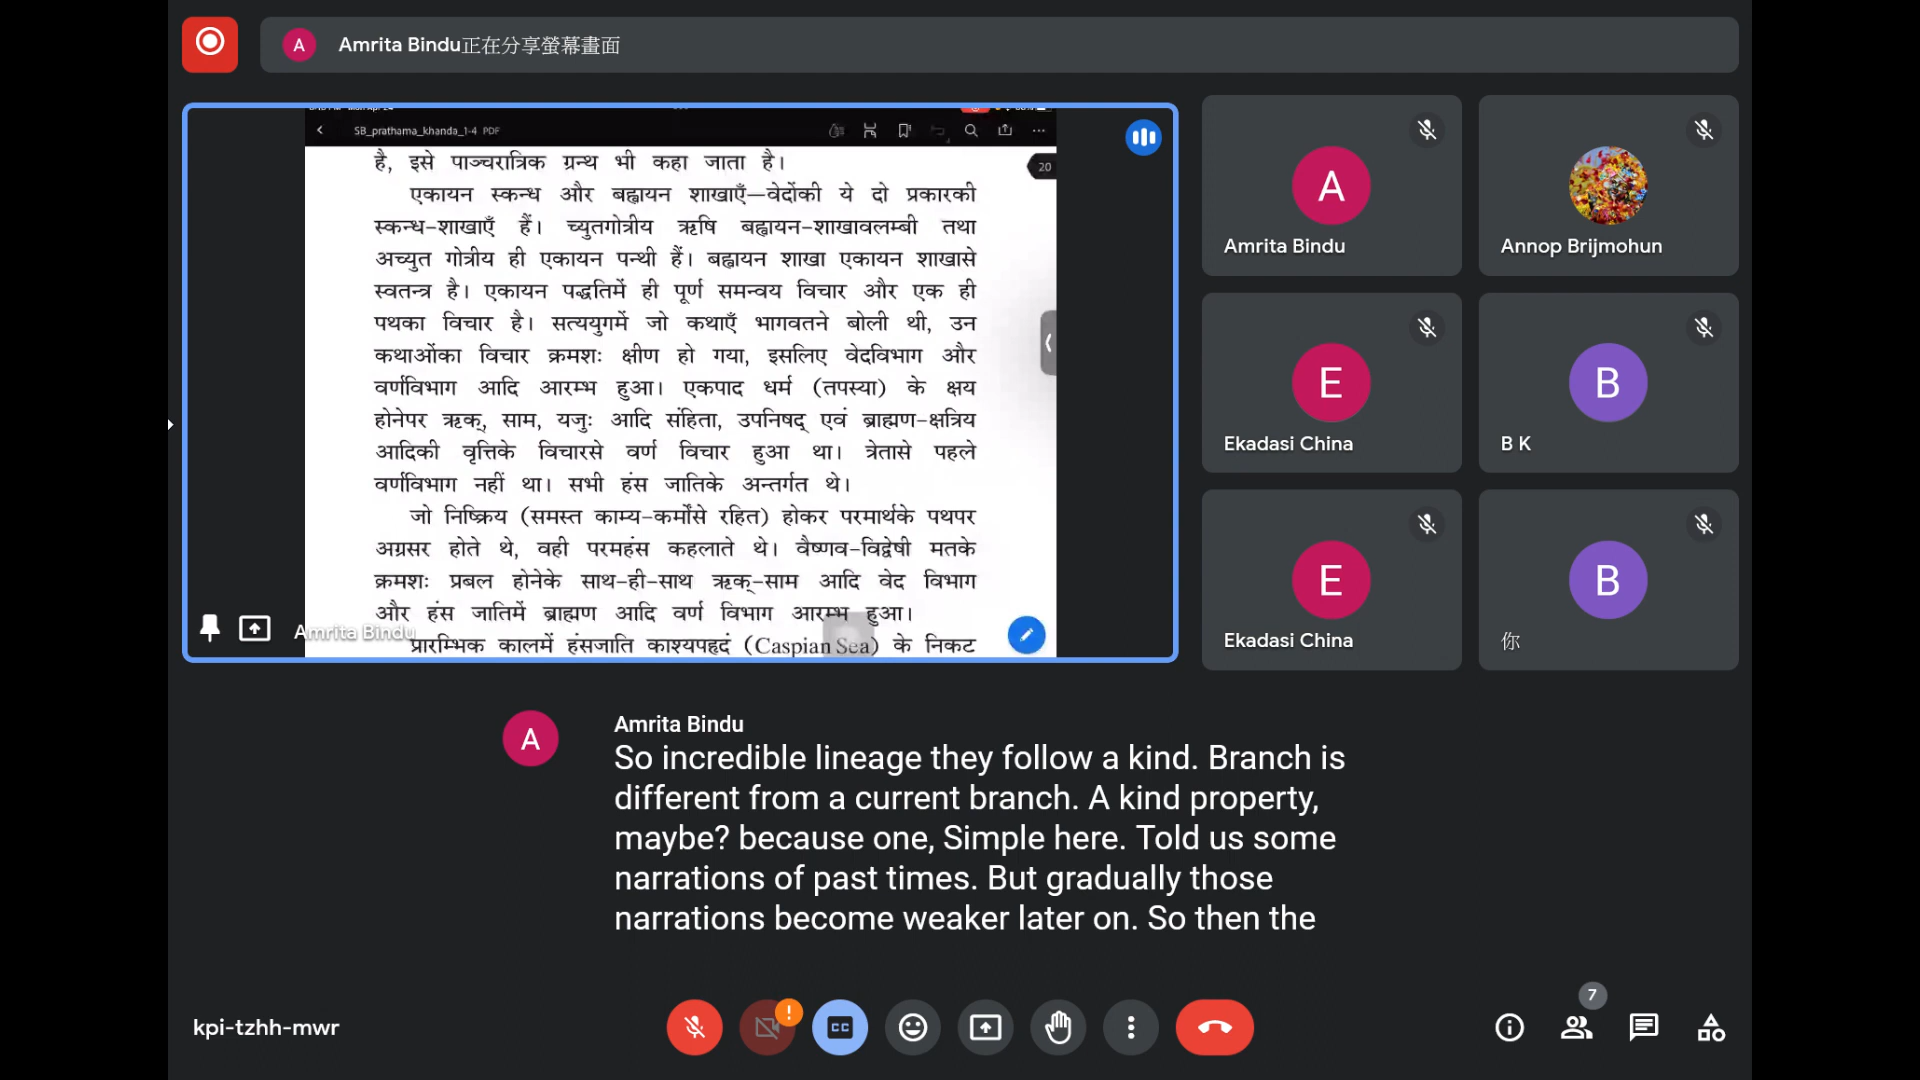 A Amrita Bindu正在分享螢幕畫面
SB_prathama_khanda_1-4 PDF
20
है, इसे पाञ्चरात्रिक ग्रन्थ भी कहा जाता है।
एकायन स्कन्ध और बह्वायन शाखाएँ—वेदोंकी ये दो प्रकारकी
स्कन्ध-शाखाएँ हैं। च्युतगोत्रीय ऋषि बह्वायन-शाखावलम्बी तथा
अच्युत गोत्रीय ही एकायन पन्थी हैं। बह्वायन शाखा एकायन शाखासे
स्वतन्त्र है। एकायन पद्धतिमें ही पूर्ण समन्वय विचार और एक ही
पथका विचार है। सत्ययुगमें जो कथाएँ भागवतने बोली थी, उन
कथाओंका विचार क्रमशः क्षीण हो गया, इसलिए वेदविभाग और
वर्णविभाग आदि आरम्भ हुआ। एकपाद धर्म (तपस्या) के क्षय
होनेपर ऋक्, साम, यजुः आदि संहिता, उपनिषद् एवं ब्राह्मण-क्षत्रिय
आदिकी वृत्तिके विचारसे वर्ण विचार हुआ था। त्रेतासे पहले
वर्णविभाग नहीं था। सभी हंस जातिके अन्तर्गत थे।
जो निष्क्रिय (समस्त काम्य-कर्मोंसे रहित) होकर परमार्थके पथपर
अग्रसर होते थे, वही परमहंस कहलाते थे। वैष्णव-विद्वेषी मतके
क्रमशः प्रबल होनेके साथ-ही-साथ ऋक्-साम आदि वेद विभाग
और हंस जातिमें ब्राह्मण आदि वर्ण विभाग आरम्भ हुआ।
प्रारम्भिक कालमें हंसजाति काश्यपहृदं (Caspian Sea) के निकट
Amrita Bindu
A
Amrita Bindu
Annop Brijmohun
E
Ekadasi China
B
B K
E
Ekadasi China
B
你
A
Amrita Bindu
So incredible lineage they follow a kind. Branch is
different from a current branch. A kind property,
maybe? because one, Simple here. Told us some
narrations of past times. But gradually those
narrations become weaker later on. So then the
kpi-tzhh-mwr
!
CC
7